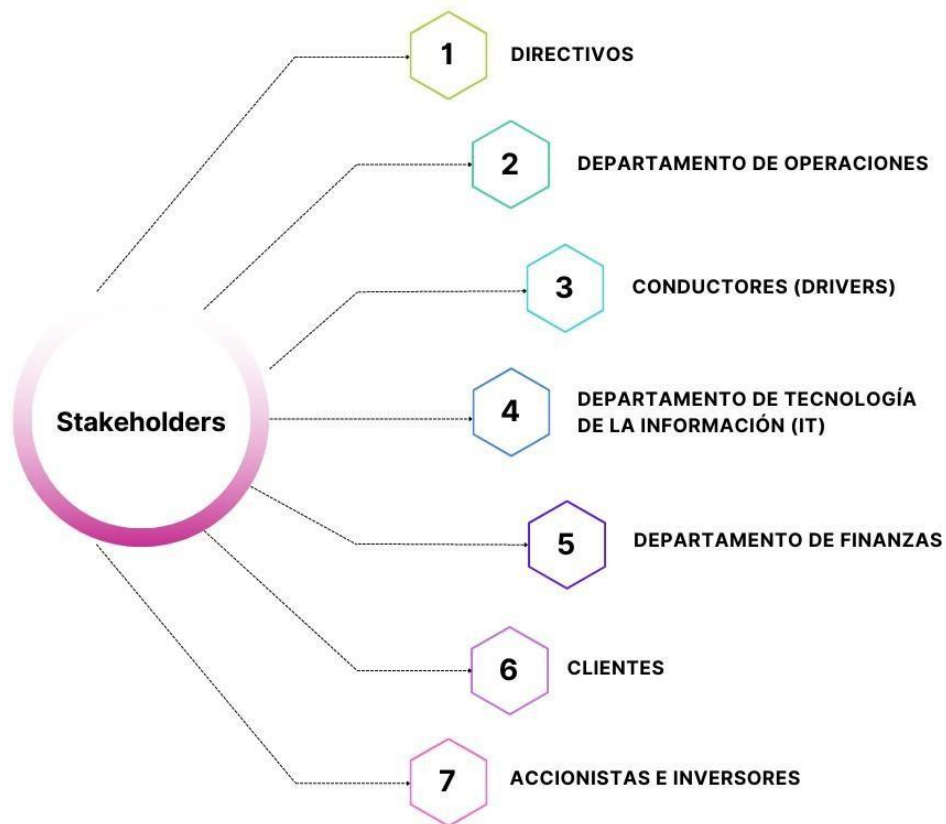 1 DIRECTIVOS
2 DEPARTAMENTO DE OPERACIONES
3 CONDUCTORES (DRIVERS)
Stakeholders
4 DEPARTAMENTO DE TECNOLOGÍA
DE LA INFORMACIÓN (IT)
5 DEPARTAMENTO DE FINANZAS
6 CLIENTES
7 ACCIONISTAS E INVERSORES